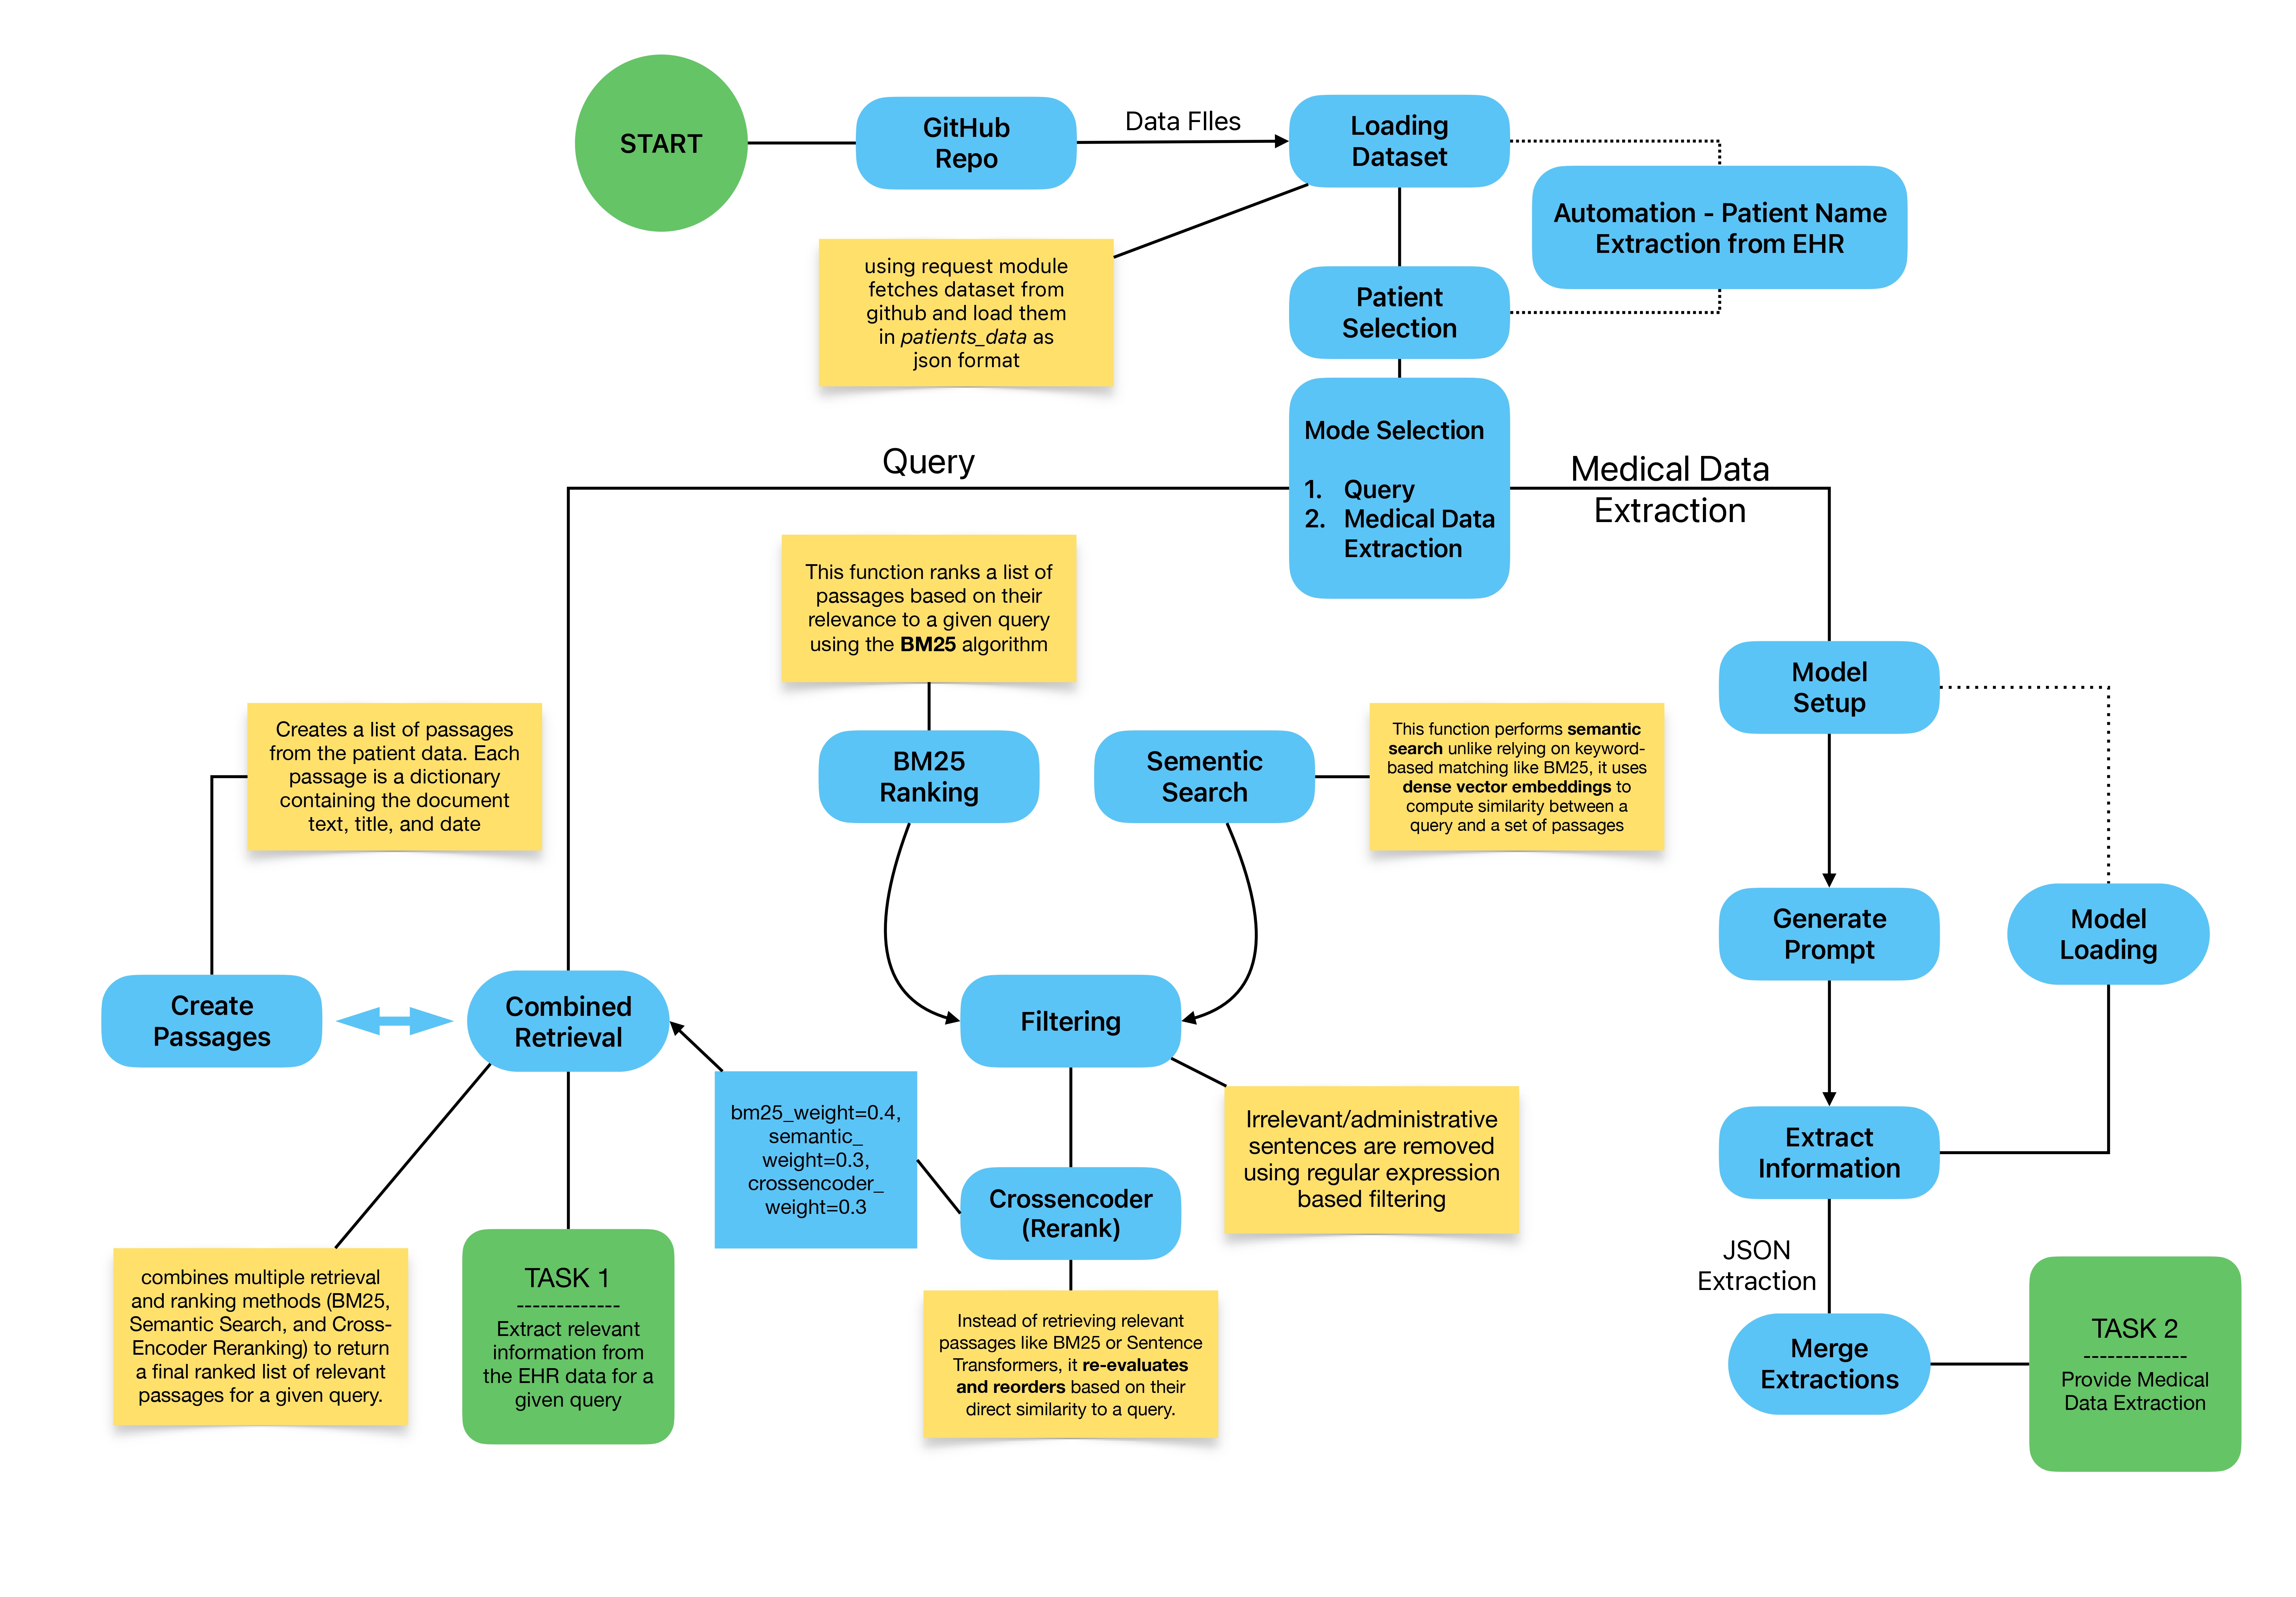 START
GitHub
Repo
Data FIles
Loading
Dataset
Automation - Patient Name
Extraction from EHR
using request module
fetches dataset from
github and load them
in patients_data as
json format
Patient
Selection
Mode Selection
1. Query
2. Medical Data
Extraction
Query
Medical Data
Extraction
This function ranks a list of
passages based on their
relevance to a given query
using the BM25 algorithm
Model
Setup
Creates a list of passages
from the patient data. Each
passage is a dictionary
containing the document
text, title, and date
BM25
Ranking
Sementic
Search
This function performs semantic
search unlike relying on keyword-
based matching like BM25, it uses
dense vector embeddings to
compute similarity between a
query and a set of passages
Generate
Prompt
Model
Loading
Create
Passages
Combined
Retrieval
Filtering
bm25_weight=0.4,
semantic_
weight=0.3,
crossencoder_
weight=0.3
Irrelevant/administrative
sentences are removed
using regular expression
based filtering
Extract
Information
Crossencoder
(Rerank)
JSON
Extraction
combines multiple retrieval
and ranking methods (BM25,
Semantic Search, and Cross-
Encoder Reranking) to return
a final ranked list of relevant
passages for a given query.
TASK 1
-------------
Extract relevant
information from
the EHR data for a
given query
Instead of retrieving relevant
passages like BM25 or Sentence
Transformers, it re-evaluates
and reorders based on their
direct similarity to a query.
Merge
Extractions
TASK 2
-------------
Provide Medical
Data Extraction